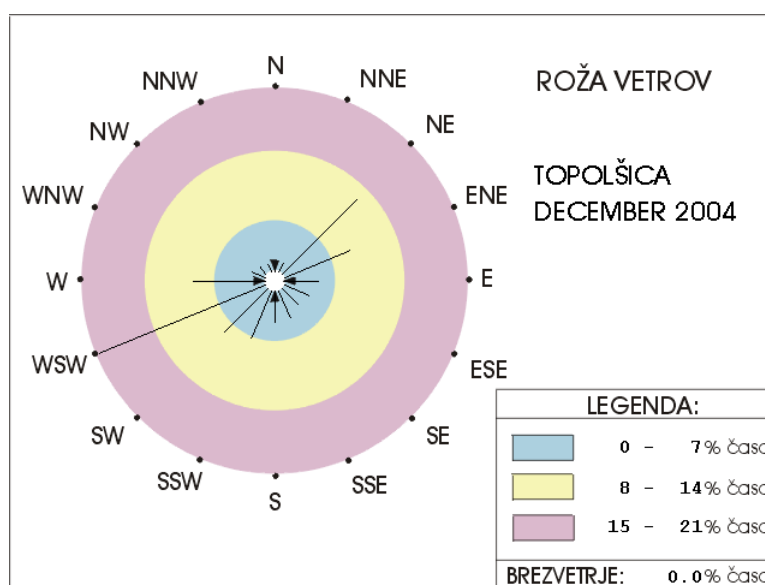 N
NNE
NE
ENE
E
ESE
SE
SSE
S
SSW
SW
WSW
W
WNW
NW
NNW
ROŽA VETROV
TOPOLŠICA
DECEMBER 2004
LEGENDA:
0 - 7% časa
8 - 14% časa
15 - 21% časa
BREZVETRJE: 0.0% časa